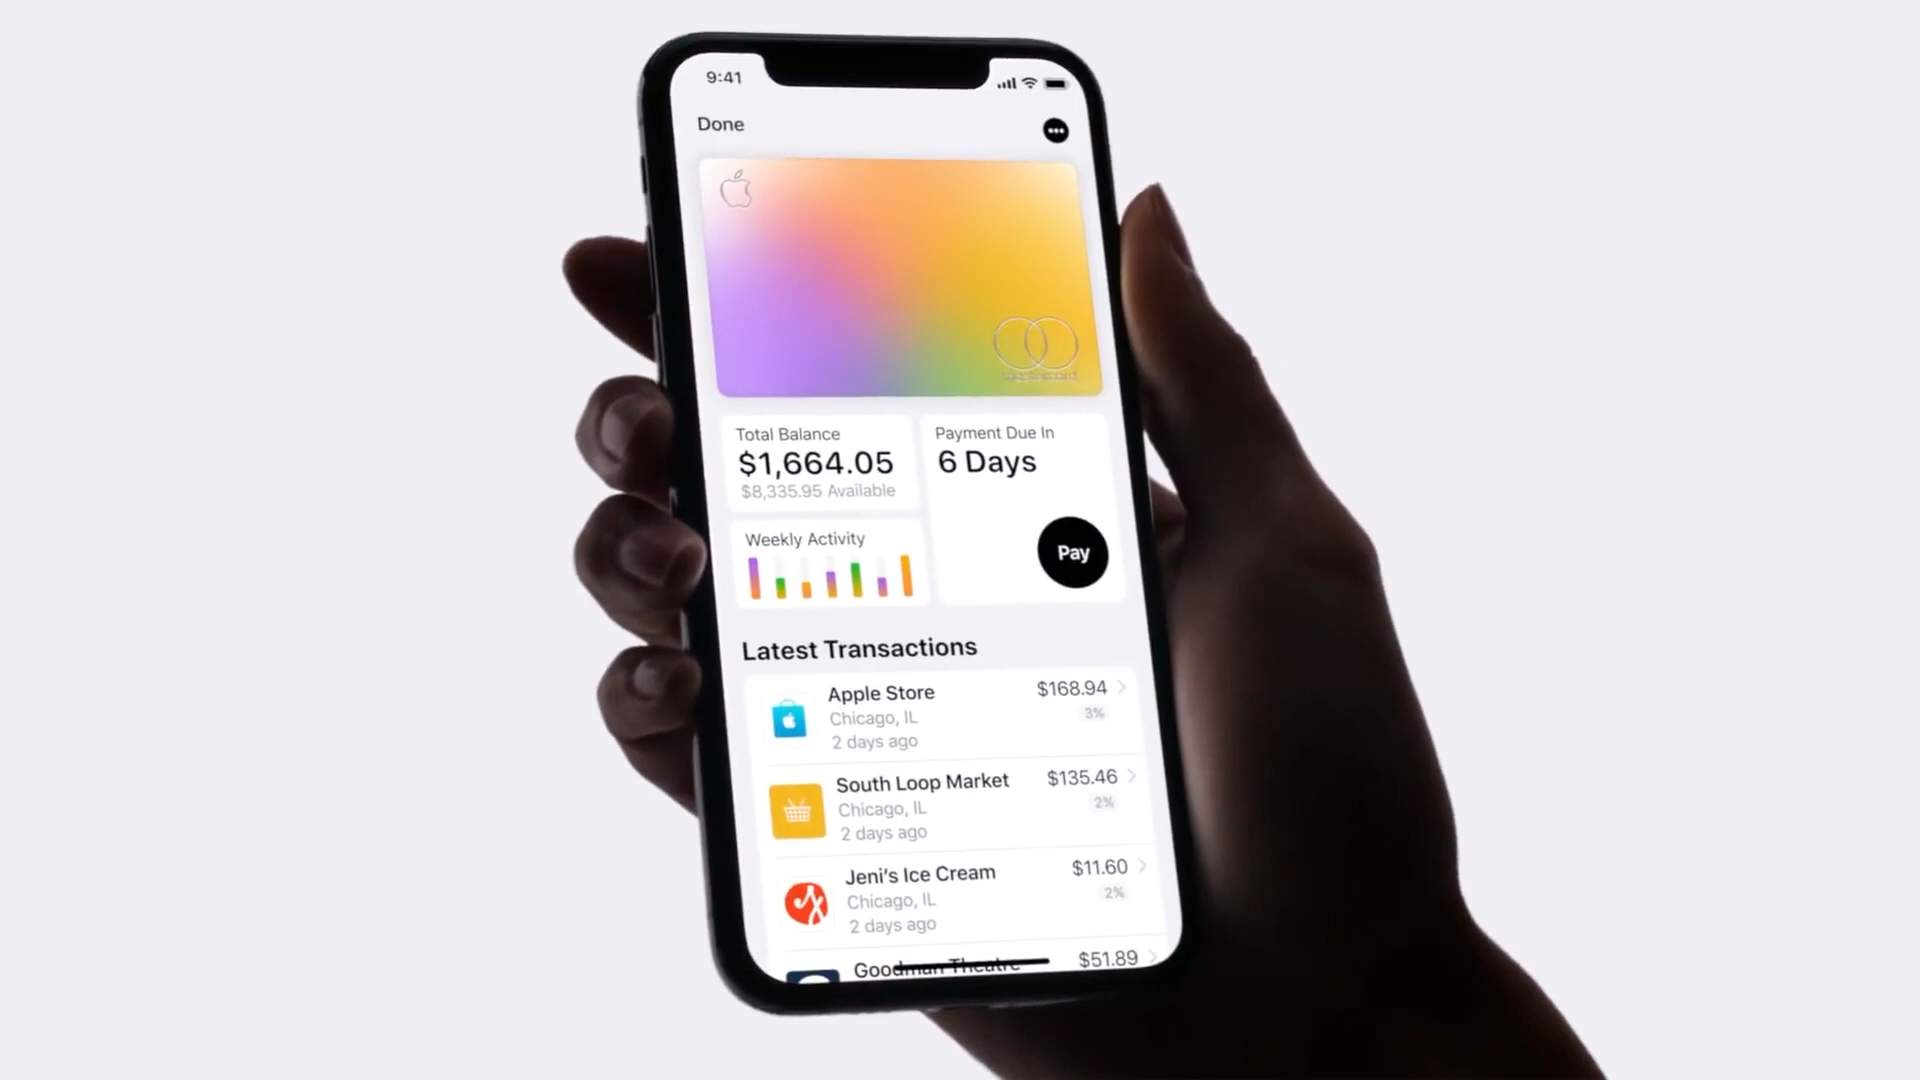 9:41
Done
Total Balance
$1,664.05
$8,335.95 Available
Payment Due In
6 Days
Pay
Weekly Activity
Latest Transactions
Apple Store
$168.94
Chicago, IL
3%
2 days ago
South Loop Market
$135.46
Chicago, IL
2%
2 days ago
Jeni’s Ice Cream
$11.60
Chicago, IL
2%
2 days ago
Goodman Theatre
$51.89